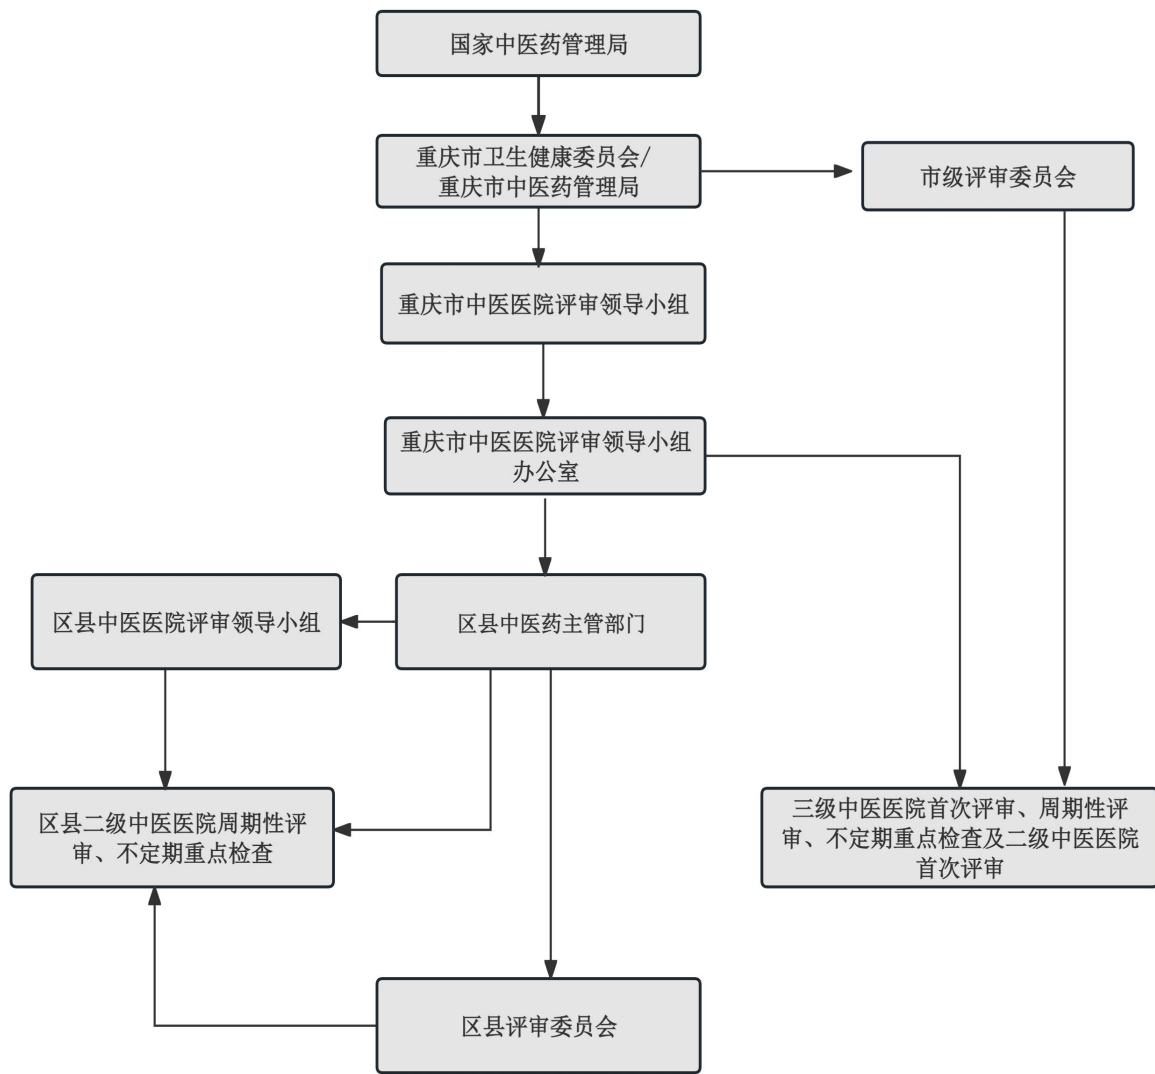 国家中医药管理局
重庆市卫生健康委员会/
重庆市中医药管理局
市级评审委员会
重庆市中医医院评审领导小组
重庆市中医医院评审领导小组
办公室
区县中医医院评审领导小组
区县中医药主管部门
区县二级中医医院周期性评
审、不定期重点检查
三级中医医院首次评审、周期性评
审、不定期重点检查及二级中医医院
首次评审
区县评审委员会